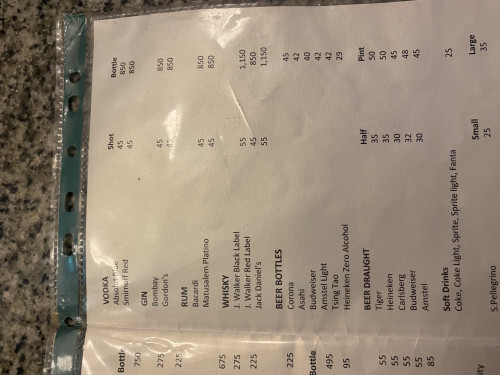 Bottle
750
275
225
675
275
225
225
Bottle
495
95
55
55
55
55
85
VODKA Shot Bottle
Absolut Blue 45 850
Smirnoff Red 45 850
GIN
Bombay 45 850
Gordon's 850
RUM
Bacardi 45 850
Matusalem Platino 45 850
WHISKY
J. Walker Black Label 55 1,150
J. Walker Red Label 45 850
Jack Daniel's 55 1,150
BEER BOTTLES
Corona 45
Asahi 42
Budweiser 40
Amstel Light 42
Tsing Tao 42
Heineken Zero Alcohol 29
BEER DRAUGHT Half Pint
Tiger 35 50
Heineken 35 50
Carlsberg 30 45
Budweiser 32 48
Amstel 30 45
Soft Drinks
Coke, Coke Light, Sprite, Sprite light, Fanta 25
Small Large
S.Pellegrino 25 35